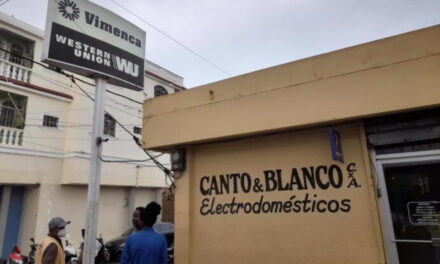 Vimenca
WESTERN
UNION WU
CANTO & BLANCO C.A.
Electrodomésticos